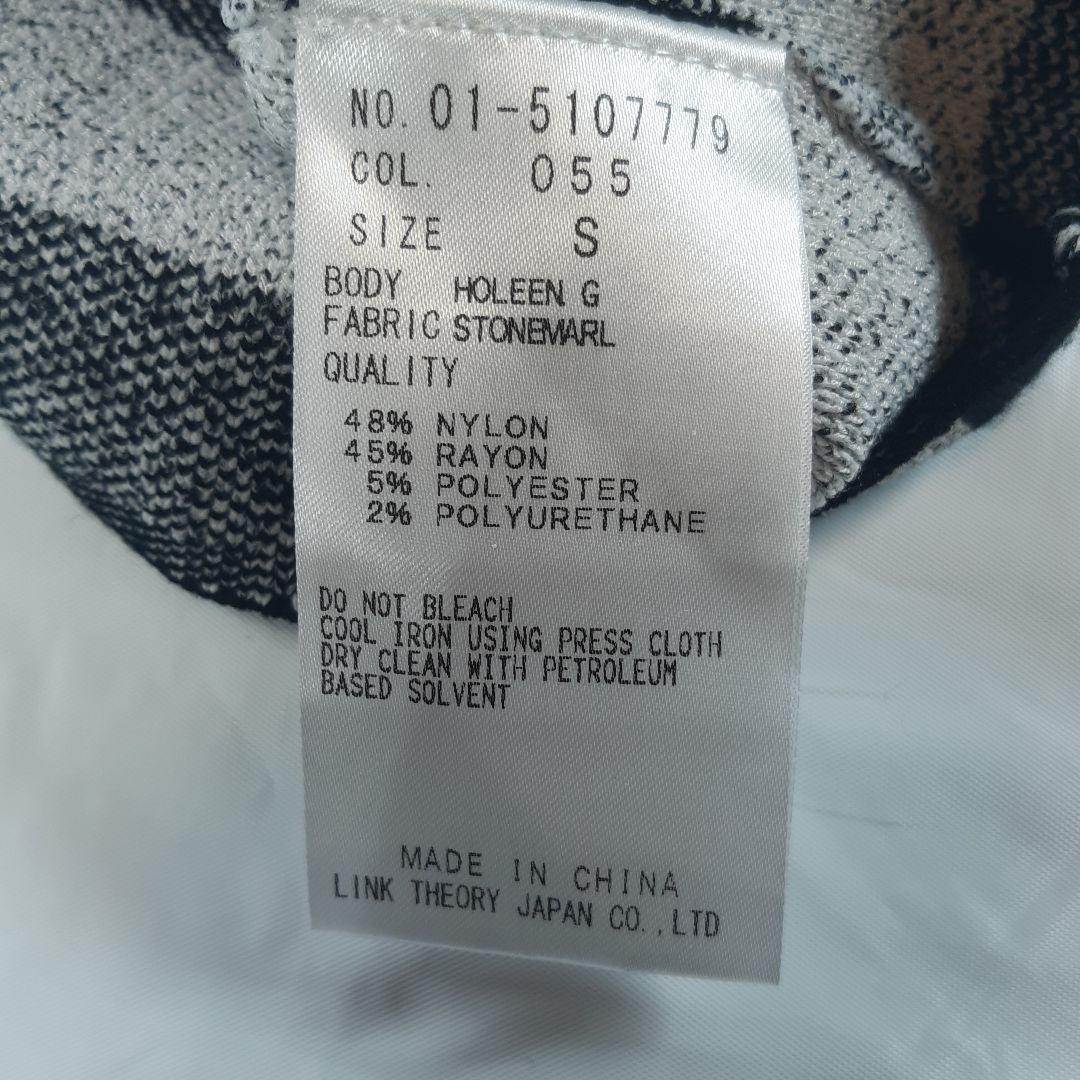 NO. 01-5107779
COL. 055
SIZE S
BODY HOLEEN G
FABRIC STONEMARL
QUALITY
48% NYLON
45% RAYON
5% POLYESTER
2% POLYURETHANE
DO NOT BLEACH
COOL IRON USING PRESS CLOTH
DRY CLEAN WITH PETROLEUM
BASED SOLVENT
MADE IN CHINA
LINK THEORY JAPAN CO.,LTD